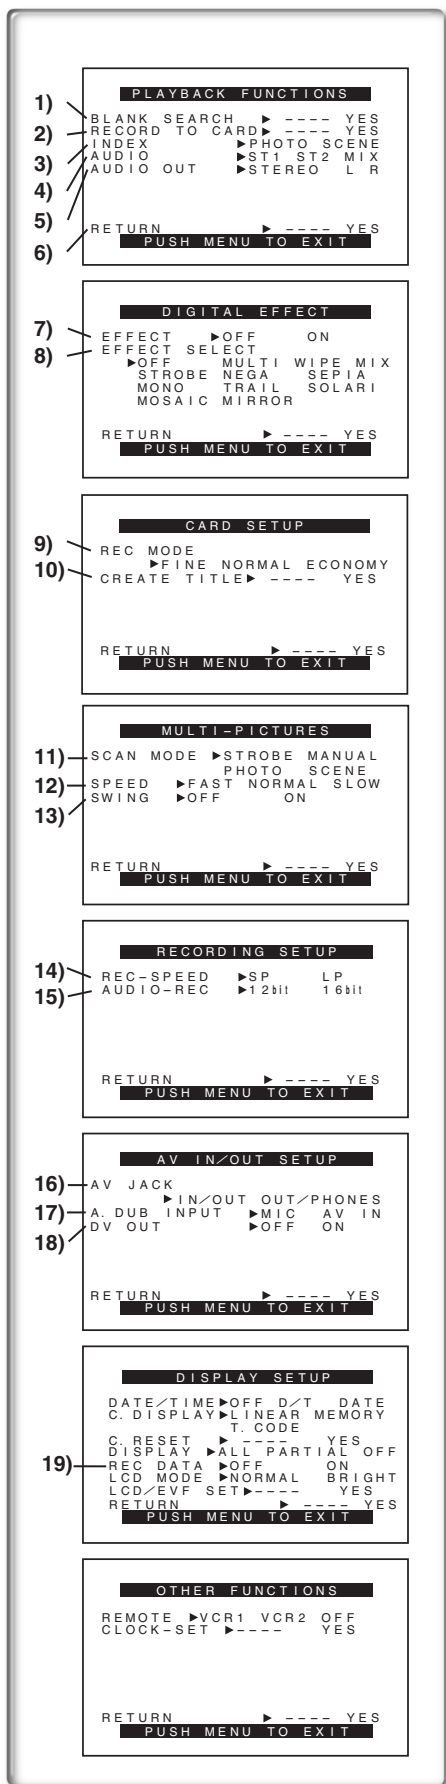 PLAYBACK FUNCTIONS
1) BLANK SEARCH ▶ ---- YES
2) RECORD TO CARD▶ ---- YES
3) INDEX ▶PHOTO SCENE
4) AUDIO ▶ST1 ST2 MIX
5) AUDIO OUT ▶STEREO L R
6) RETURN ▶ ---- YES
PUSH MENU TO EXIT
DIGITAL EFFECT
7) EFFECT ▶OFF ON
8) EFFECT SELECT
▶OFF MULTI WIPE MIX
STROBE NEGA SEPIA
MONO TRAIL SOLARI
MOSAIC MIRROR
RETURN ▶ ---- YES
PUSH MENU TO EXIT
CARD SETUP
9) REC MODE
▶FINE NORMAL ECONOMY
10) CREATE TITLE▶ ---- YES
RETURN ▶ ---- YES
PUSH MENU TO EXIT
MULTI-PICTURES
11) SCAN MODE ▶STROBE MANUAL
PHOTO SCENE
12) SPEED ▶FAST NORMAL SLOW
13) SWING ▶OFF ON
RETURN ▶ ---- YES
PUSH MENU TO EXIT
RECORDING SETUP
14) REC-SPEED ▶SP LP
15) AUDIO-REC ▶12bit 16bit
RETURN ▶ ---- YES
PUSH MENU TO EXIT
AV IN/OUT SETUP
16) AV JACK
▶IN/OUT OUT/PHONES
17) A. DUB INPUT ▶MIC AV IN
18) DV OUT ▶OFF ON
RETURN ▶ ---- YES
PUSH MENU TO EXIT
DISPLAY SETUP
DATE/TIME▶OFF D/T DATE
C. DISPLAY▶LINEAR MEMORY
T. CODE
C. RESET ▶ ---- YES
DISPLAY ▶ALL PARTIAL OFF
19) REC DATA ▶OFF ON
LCD MODE ▶NORMAL BRIGHT
LCD/EVF SET▶---- YES
RETURN ▶ ---- YES
PUSH MENU TO EXIT
OTHER FUNCTIONS
REMOTE ▶VCR1 VCR2 OFF
CLOCK-SET ▶---- YES
RETURN ▶ ---- YES
PUSH MENU TO EXIT